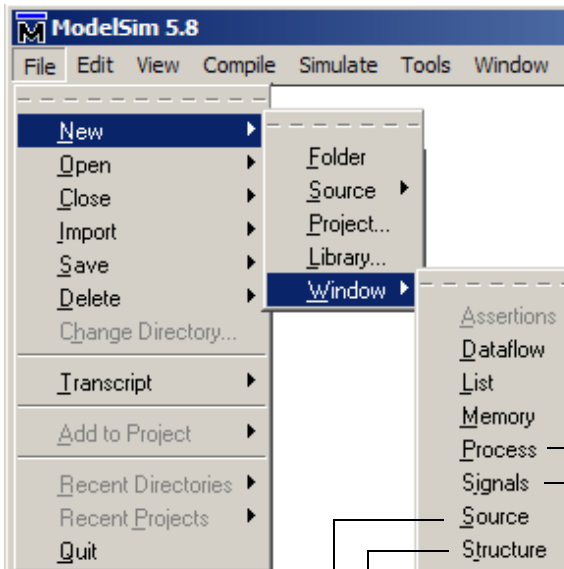 ModelSim 5.8
File Edit View Compile Simulate Tools Window
New
Open
Close
Import
Save
Delete
Change Directory...
Transcript
Add to Project
Recent Directories
Recent Projects
Quit
Folder
Source
Project...
Library...
Window
Assertions
Dataflow
List
Memory
Process
Signals
Source
Structure